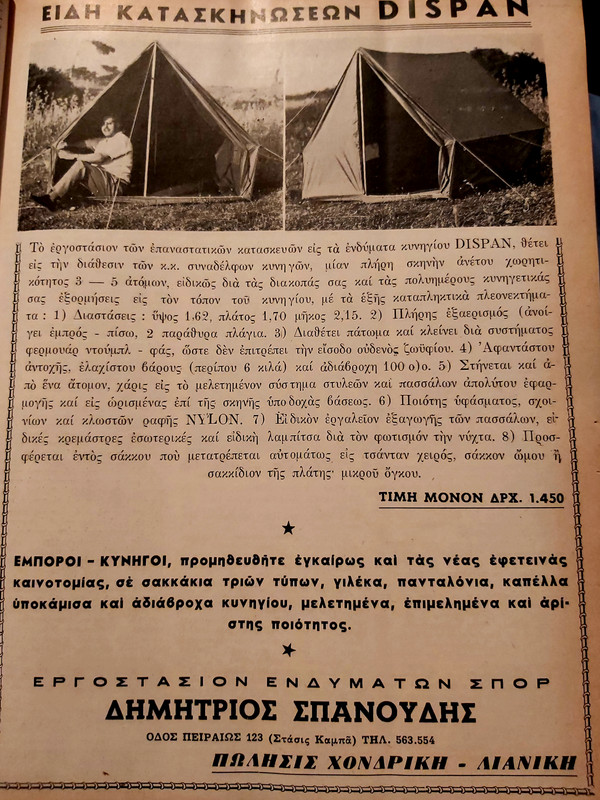 ΕΙΔΗ ΚΑΤΑΣΚΗΝΩΣΕΩΝ DISPAN
Τὸ ἐργοστάσιον τῶν ἐπαναστατικῶν κατασκευῶν εἰς τὰ ἐνδύματα κυνηγίου DISPAN, θέτει
εἰς τὴν διάθεσιν τῶν κ.κ. συναδέλφων κυνηγῶν, μίαν πλήρη σκηνὴν ἀνέτου χωρητι-
κότητος 3 — 5 ἀτόμων, εἰδικῶς διὰ τὰς διακοπάς σας καὶ τὰς πολυημέρους κυνηγετικάς
σας ἐξορμήσεις εἰς τὸν τόπον τοῦ κυνηγίου, μὲ τὰ ἑξῆς καταπληκτικὰ πλεονεκτήμα-
τα : 1) Διαστάσεις : ὕψος 1.62, πλάτος 1.70 μῆκος 2,15. 2) Πλήρης ἐξαερισμὸς (ἀνοί-
γει ἐμπρὸς - πίσω, 2 παράθυρα πλάγια. 3) Διαθέτει πάτωμα καὶ κλείνει διὰ συστήματος
φερμουὰρ ντούμπλ - φάς, ὥστε δὲν ἐπιτρέπει τὴν εἴσοδο οὐδενὸς ζωϋφίου. 4) Ἀφαντάστου
ἀντοχῆς, ἐλαχίστου βάρους (περίπου 6 κιλὰ) καὶ ἀδιάβροχη 100 ο)ο. 5) Στήνεται καὶ ἀ-
πὸ ἕνα ἄτομον, χάρις εἰς τὸ μελετημένον σύστημα στυλεῶν καὶ πασσάλων ἀπολύτου ἐφαρ-
μογῆς καὶ εἰς ὡρισμένας ἐπὶ τῆς σκηνῆς ὑποδοχὰς βάσεως. 6) Ποιότης ὑφάσματος, σχοι-
νίων καὶ κλωστῶν ραφῆς NYLON. 7) Εἰδικὸν ἐργαλεῖον ἐξαγωγῆς τῶν πασσάλων, εἰ-
δικὲς κρεμάστρες ἐσωτερικὲς καὶ εἰδικὴ λαμπίτσα διὰ τὸν φωτισμὸν τὴν νύχτα. 8) Προσ-
φέρεται ἐντὸς σάκκου ποὺ μετατρέπεται αὐτομάτως εἰς τσάνταν χειρός, σάκκον ὤμου ἢ
σακκίδιον τῆς πλάτης· μικροῦ ὄγκου.
ΤΙΜΗ ΜΟΝΟΝ ΔΡΧ. 1.450
ΕΜΠΟΡΟΙ - ΚΥΝΗΓΟΙ, προμηθευθῆτε ἐγκαίρως καὶ τὰς νέας ἐφετεινὰς
καινοτομίας, σὲ σακκάκια τριῶν τύπων, γιλέκα, πανταλόνια, καπέλλα
ὑποκάμισα καὶ ἀδιάβροχα κυνηγίου, μελετημένα, ἐπιμελημένα καὶ ἀρί-
στης ποιότητος.
ΕΡΓΟΣΤΑΣΙΟΝ ΕΝΔΥΜΑΤΩΝ ΣΠΟΡ
ΔΗΜΗΤΡΙΟΣ ΣΠΑΝΟΥΔΗΣ
ΟΔΟΣ ΠΕΙΡΑΙΩΣ 123 (Στάσις Καμπᾶ) ΤΗΛ. 563.554
ΠΩΛΗΣΙΣ ΧΟΝΔΡΙΚΗ - ΛΙΑΝΙΚΗ